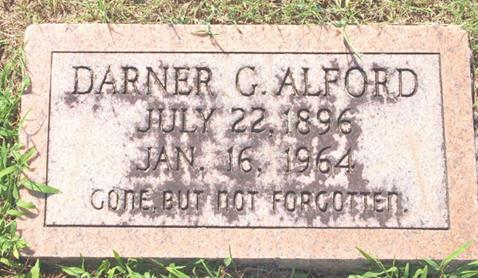 DARNER G. ALFORD
JULY 22, 1896
JAN. 16, 1964
GONE, BUT NOT FORGOTTEN.